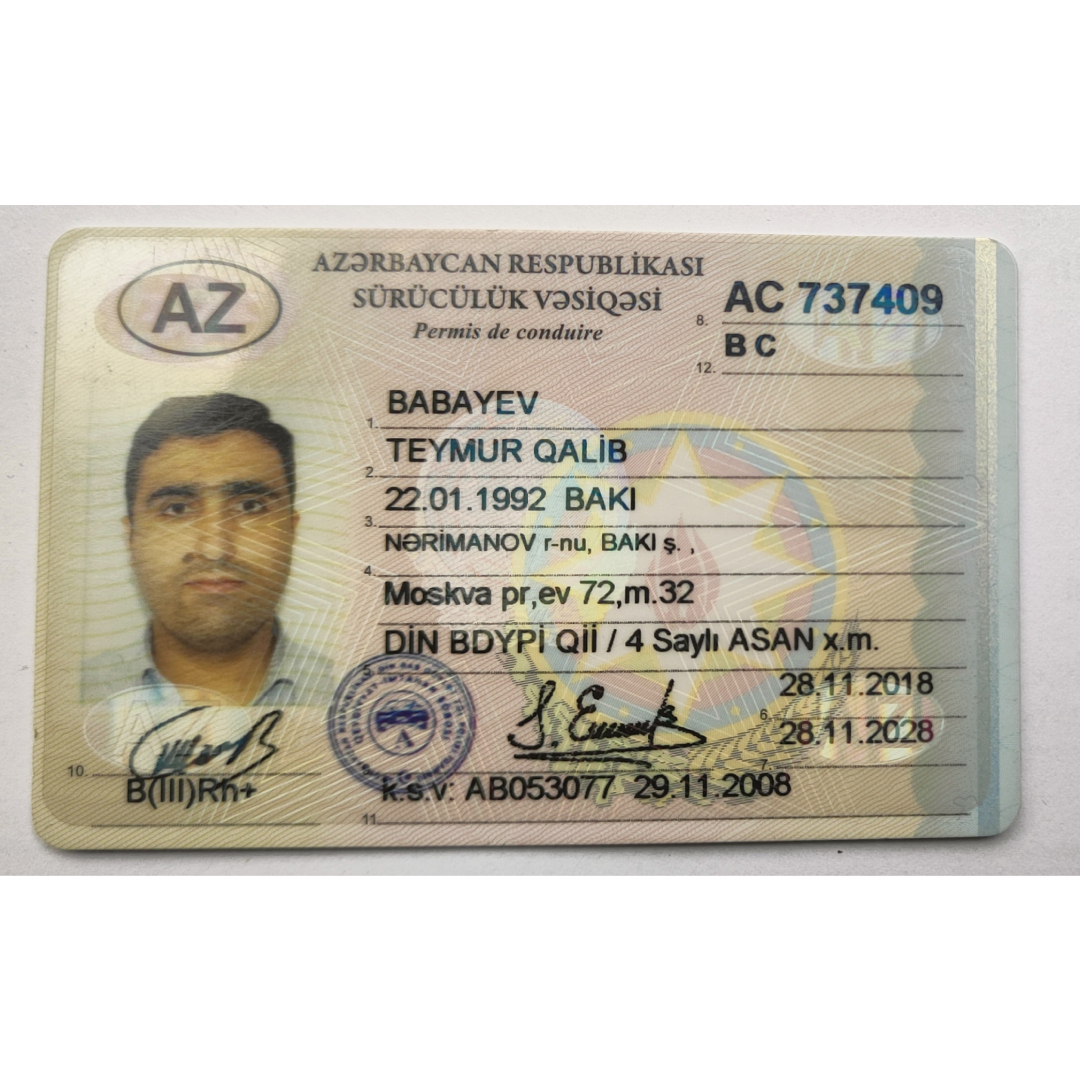 AZ
AZƏRBAYCAN RESPUBLİKASI
SÜRÜCÜLÜK VƏSİQƏSİ
Permis de conduire
8. AC 737409
12. B C
1. BABAYEV
2. TEYMUR QALİB
3. 22.01.1992 BAKI
4. NƏRİMANOV r-nu, BAKI ş. ,
Moskva pr,ev 72,m.32
5. DİN BDYPİ Qİİ / 4 Saylı ASAN x.m.
6. 28.11.2018
7. 28.11.2028
10. B(III)Rh+
11. k.s.v: AB053077 29.11.2008